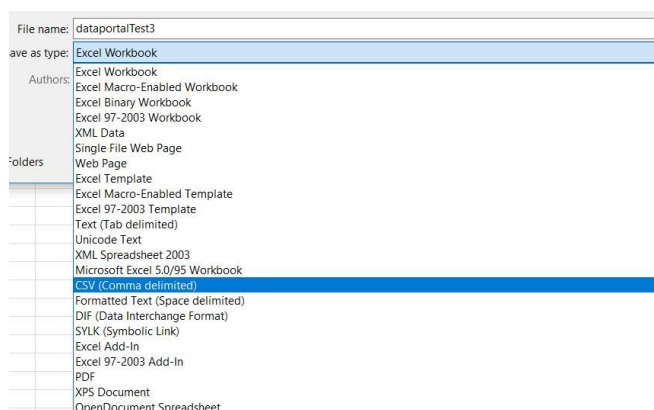 File name: dataportalTest3
ave as type: Excel Workbook
Authors:
Excel Workbook
Excel Macro-Enabled Workbook
Excel Binary Workbook
Excel 97-2003 Workbook
XML Data
Single File Web Page
Folders
Web Page
Excel Template
Excel Macro-Enabled Template
Excel 97-2003 Template
Text (Tab delimited)
Unicode Text
XML Spreadsheet 2003
Microsoft Excel 5.0/95 Workbook
CSV (Comma delimited)
Formatted Text (Space delimited)
DIF (Data Interchange Format)
SYLK (Symbolic Link)
Excel Add-In
Excel 97-2003 Add-In
PDF
XPS Document
OpenDocument Spreadsheet